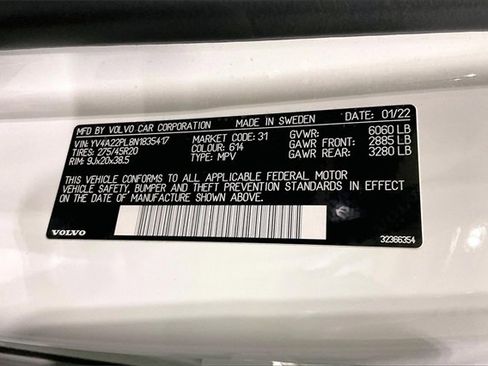 MFD. BY VOLVO CAR CORPORATION MADE IN SWEDEN DATE: 01/22
VIN: YV4A22PL8N1835417 MARKET: 31 GVWR: 6060 LB
TIRES: 275/45R20 COLOUR: 614 GAWR FRONT: 2885 LB
RIM: 9Jx20x38.5 TYPE: MPV GAWR REAR: 3280 LB
THIS VEHICLE CONFORMS TO ALL APPLICABLE FEDERAL MOTOR
VEHICLE SAFETY, BUMPER AND THEFT PREVENTION STANDARDS IN EFFECT
ON THE DATE OF MANUFACTURE SHOWN ABOVE.
VOLVO 32366354